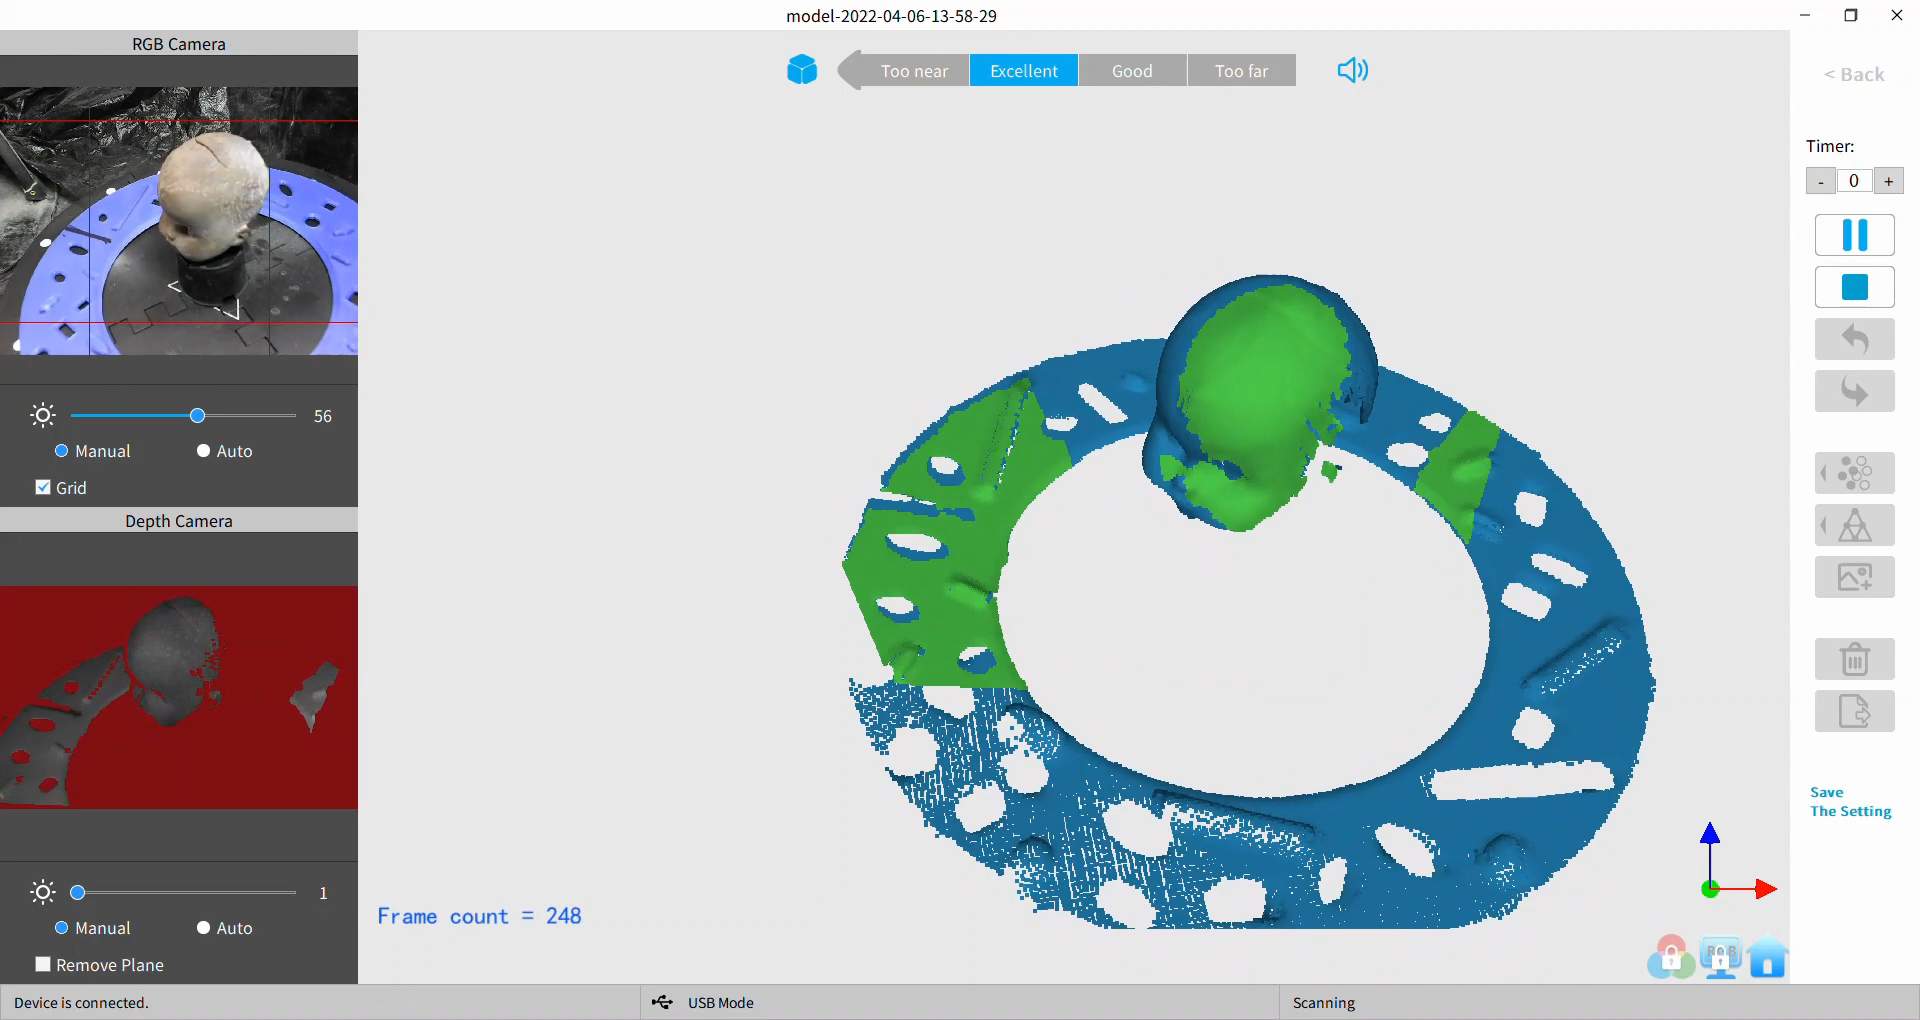 model-2022-04-06-13-58-29
RGB Camera
Too near
Excellent
Good
Too far
< Back
Timer:
- 0 +
56
Manual
Auto
Grid
Depth Camera
Save
The Setting
1
Manual
Auto
Remove Plane
Frame count = 248
RGB
Device is connected.
USB Mode
Scanning